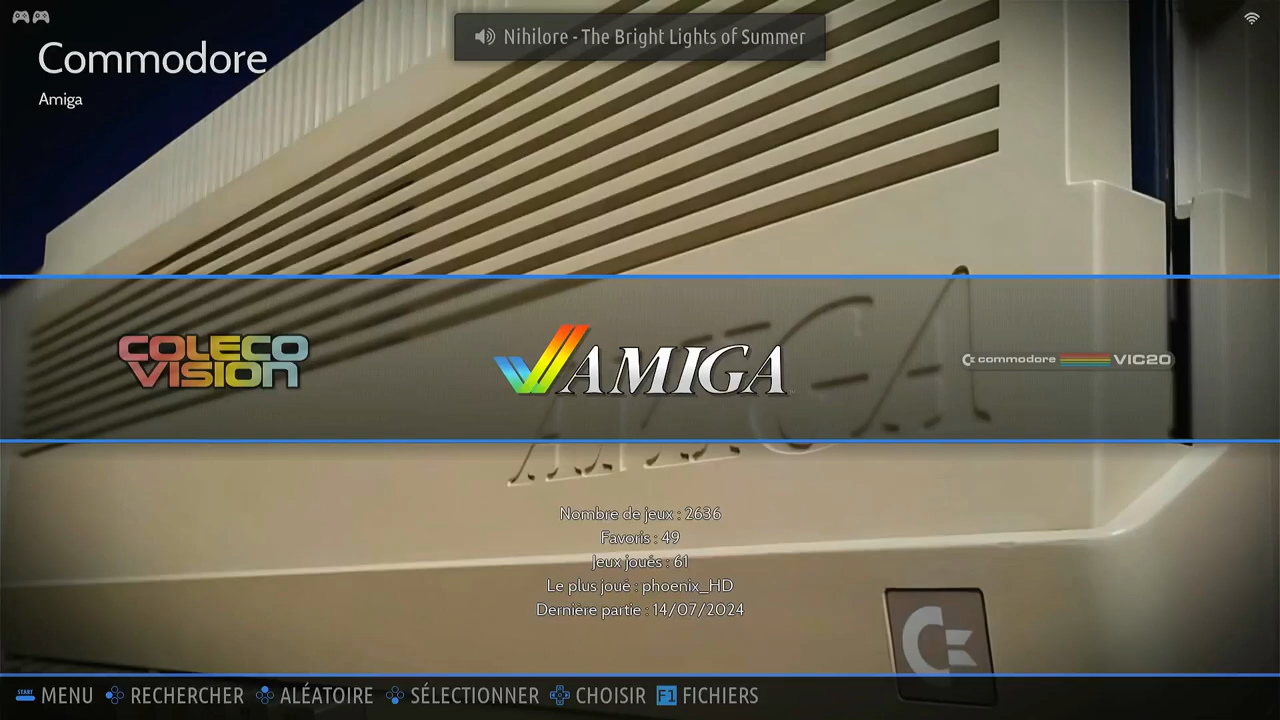 Nihilore - The Bright Lights of Summer
Commodore
Amiga
COLECO
VISION
AMIGA
commodore VIC20
AMIGA
Nombre de jeux : 2636
Favoris : 49
Jeux joués : 61
Le plus joué : phoenix_HD
Dernière partie : 14/07/2024
START MENU RECHERCHER ALÉATOIRE SÉLECTIONNER CHOISIR F1 FICHIERS